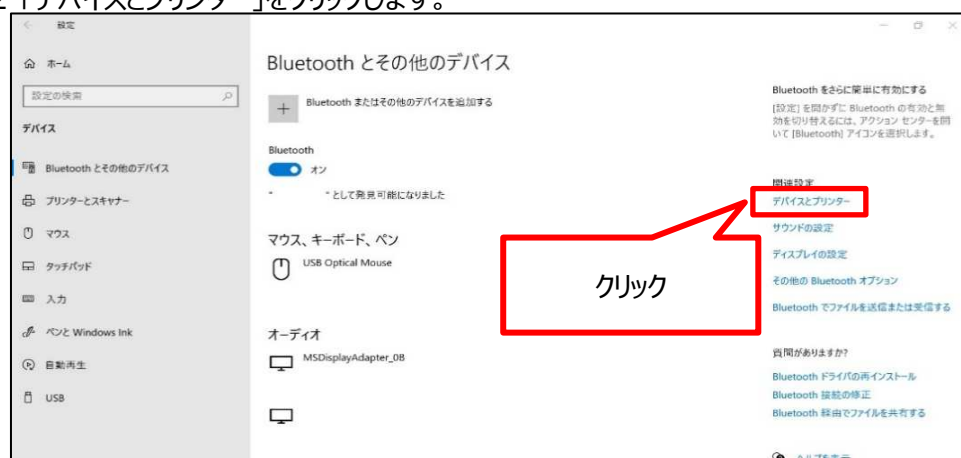 「デバイスとプリンター」をクリックします。
設定
ホーム
設定の検索
デバイス
Bluetooth とその他のデバイス
プリンターとスキャナー
マウス
タッチパッド
入力
ペンと Windows Ink
自動再生
USB
Bluetooth とその他のデバイス
Bluetooth またはその他のデバイスを追加する
Bluetooth
オン
" " として発見可能になりました
マウス、キーボード、ペン
USB Optical Mouse
オーディオ
MSDisplayAdapter_0B
クリック
Bluetooth をさらに簡単に有効にする
[設定] を開かずに Bluetooth の有効と無
効を切り替えるには、アクション センターを開
いて [Bluetooth] アイコンを選択します。
関連設定
デバイスとプリンター
サウンドの設定
ディスプレイの設定
その他の Bluetooth オプション
Bluetooth でファイルを送信または受信する
質問がありますか?
Bluetooth ドライバの再インストール
Bluetooth 接続の修正
Bluetooth 経由でファイルを共有する
ヘルプを表示